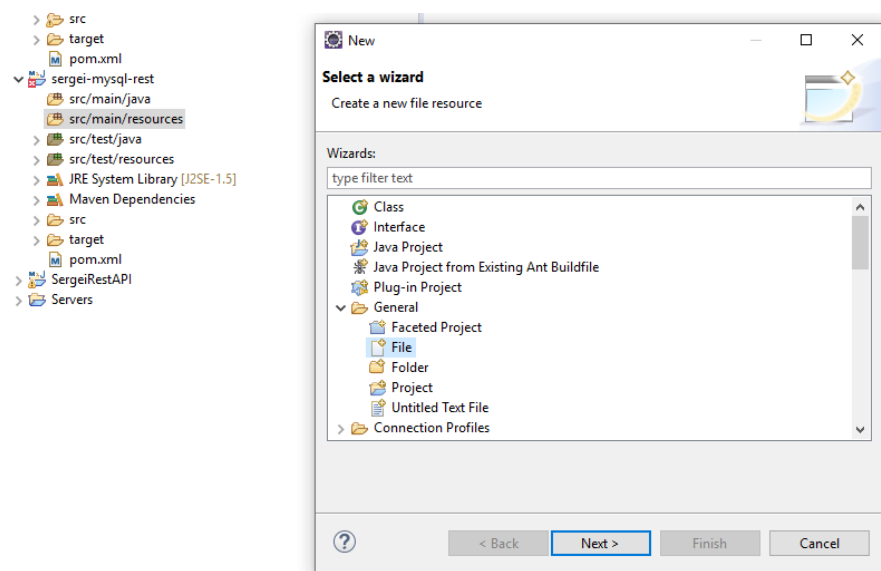 src
target
pom.xml
sergei-mysql-rest
src/main/java
src/main/resources
src/test/java
src/test/resources
JRE System Library [J2SE-1.5]
Maven Dependencies
src
target
pom.xml
SergeiRestAPI
Servers
New
Select a wizard
Create a new file resource
Wizards:
type filter text
Class
Interface
Java Project
Java Project from Existing Ant Buildfile
Plug-in Project
General
Faceted Project
File
Folder
Project
Untitled Text File
Connection Profiles
< Back Next > Finish Cancel